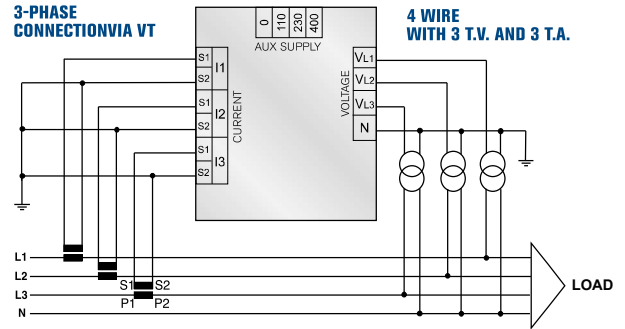 3-PHASE
CONNECTIONVIA VT
0 110 230 400
AUX SUPPLY
4 WIRE
WITH 3 T.V. AND 3 T.A.
S1
S2
I1
S1
S2
I2
S1
S2
I3
CURRENT
VOLTAGE
VL1
VL2
VL3
N
L1
L2
L3
N
S1 S2
P1 P2
LOAD